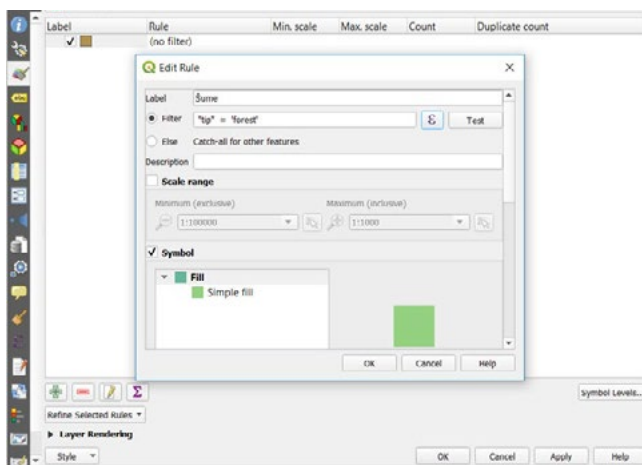 Label Rule Min. scale Max. scale Count Duplicate count
(no filter)
Edit Rule
Label Šume
Filter "tip" = 'forest' ε Test
Else Catch-all for other features
Description
Scale range
Minimum (exclusive) Maximum (inclusive)
1:100000 1:1000
Symbol
Fill
Simple fill
OK Cancel Help
Σ Symbol Levels...
Refine Selected Rules
Layer Rendering
Style OK Cancel Apply Help